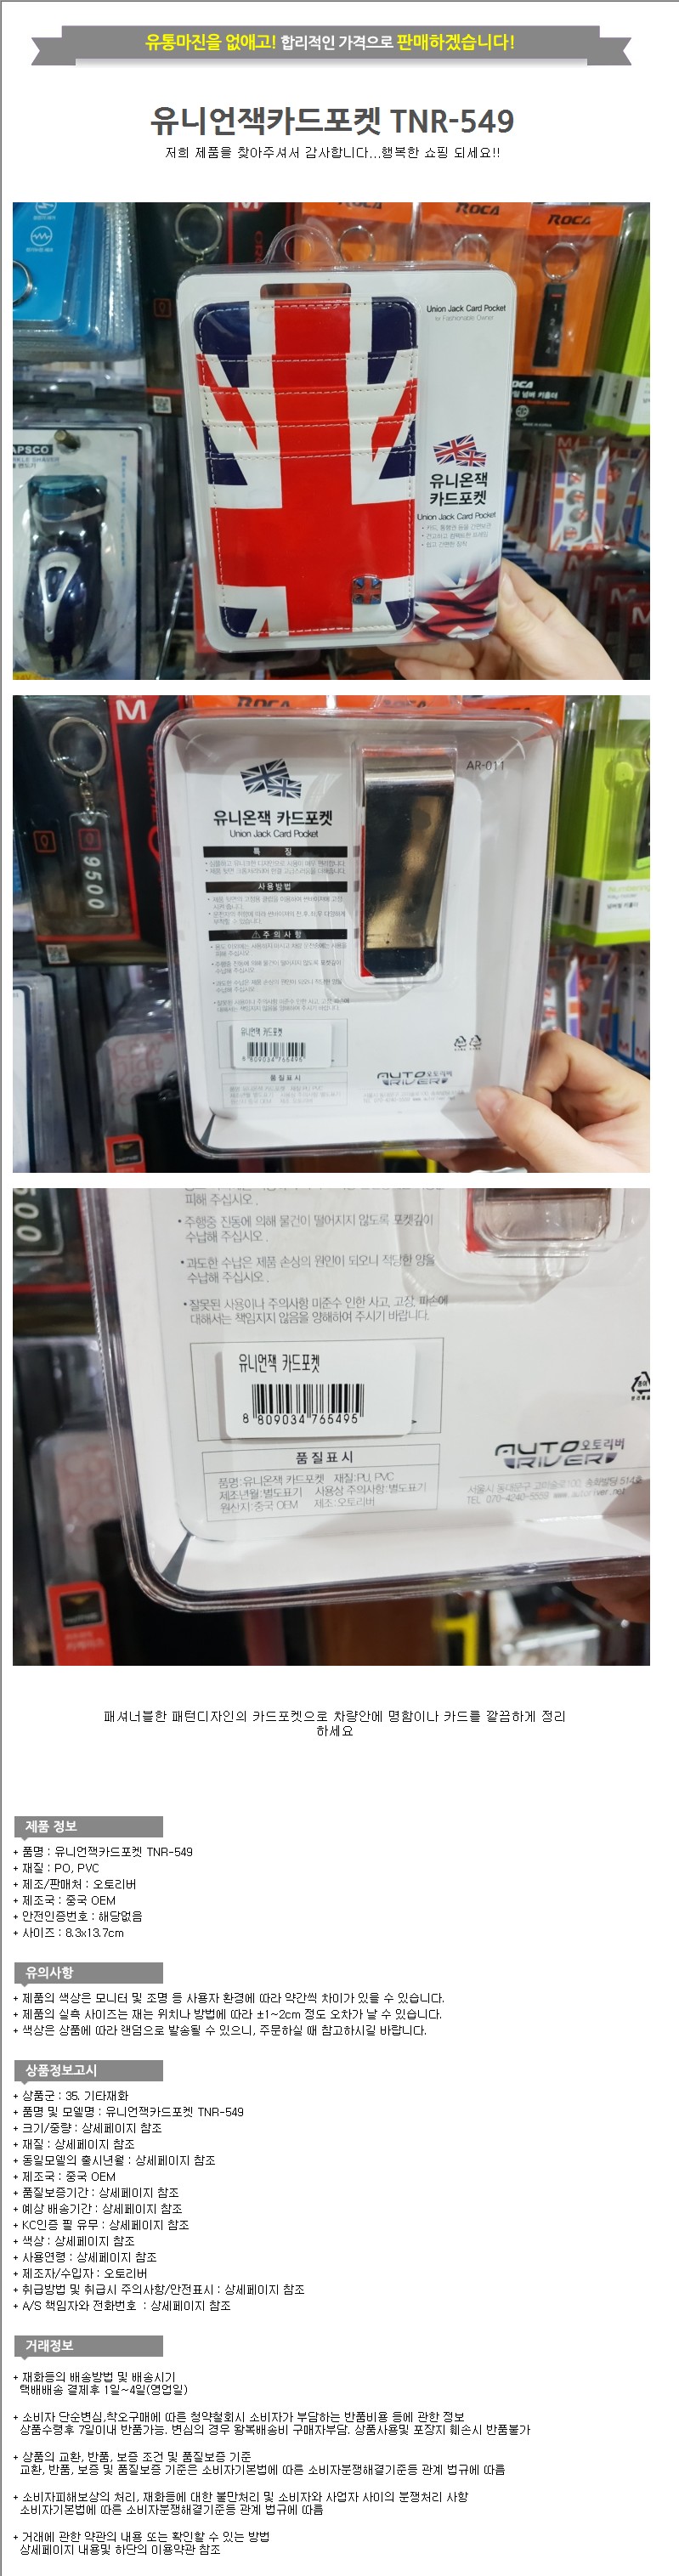 유통마진을 없애고! 합리적인 가격으로 판매하겠습니다!
유니언잭카드포켓 TNR-549
저희 제품을 찾아주셔서 감사합니다...행복한 쇼핑 되세요!!
ROCA
ROCA
Union Jack Card Pocket
for Fashionable Owner
유니온잭
카드포켓
Union Jack Card Pocket
APSCO
ROCA
M
AR-011
유니온잭 카드포켓
Union Jack Card Pocket
특 징
사용방법
주의사항
9500
유니언잭 카드포켓
8 809034 765495
품질표시
AUTO 오토리버
RIVER
피해 주십시오 .
• 주행중 진동에 의해 물건이 떨어지지 않도록 포켓깊이
수납해 주십시오 .
• 과도한 수납은 제품 손상의 원인이 되오니 적당한 양을
수납해 주십시오 .
• 잘못된 사용이나 주의사항 미준수 인한 사고, 고장, 파손에
대해서는 책임지지 않음을 양해하여 주시기 바랍니다.
유니언잭 카드포켓
8 809034 765495
품질표시
품명:유니온잭 카드포켓 재질:PU, PVC
제조년월:별도표기 사용상 주의사항:별도표기
원산지:중국 OEM 제조:오토리버
AUTO 오토리버
RIVER
TEL 070-4240-5559 www.autoriver.net
패셔너블한 패턴디자인의 카드포켓으로 차량안에 명함이나 카드를 깔끔하게 정리
하세요
제품 정보
+ 품명 : 유니언잭카드포켓 TNR-549
+ 재질 : PO, PVC
+ 제조/판매처 : 오토리버
+ 제조국 : 중국 OEM
+ 안전인증번호 : 해당없음
+ 사이즈 : 8.3x13.7cm
유의사항
+ 제품의 색상은 모니터 및 조명 등 사용자 환경에 따라 약간씩 차이가 있을 수 있습니다.
+ 제품의 실측 사이즈는 재는 위치나 방법에 따라 ±1~2cm 정도 오차가 날 수 있습니다.
+ 색상은 상품에 따라 랜덤으로 발송될 수 있으니, 주문하실 때 참고하시길 바랍니다.
상품정보고시
+ 상품군 : 35. 기타재화
+ 품명 및 모델명 : 유니언잭카드포켓 TNR-549
+ 크기/중량 : 상세페이지 참조
+ 재질 : 상세페이지 참조
+ 동일모델의 출시년월 : 상세페이지 참조
+ 제조국 : 중국 OEM
+ 품질보증기간 : 상세페이지 참조
+ 예상 배송기간 : 상세페이지 참조
+ KC인증 필 유무 : 상세페이지 참조
+ 색상 : 상세페이지 참조
+ 사용연령 : 상세페이지 참조
+ 제조자/수입자 : 오토리버
+ 취급방법 및 취급시 주의사항/안전표시 : 상세페이지 참조
+ A/S 책임자와 전화번호 : 상세페이지 참조
거래정보
+ 재화등의 배송방법 및 배송시기
택배배송 결제후 1일~4일(영업일)
+ 소비자 단순변심,착오구매에 따른 청약철회시 소비자가 부담하는 반품비용 등에 관한 정보
상품수령후 7일이내 반품가능. 변심의 경우 왕복배송비 구매자부담. 상품사용및 포장지 훼손시 반품불가
+ 상품의 교환, 반품, 보증 조건 및 품질보증 기준
교환, 반품, 보증 및 품질보증 기준은 소비자기본법에 따른 소비자분쟁해결기준등 관계 법규에 따름
+ 소비자피해보상의 처리, 재화등에 대한 불만처리 및 소비자와 사업자 사이의 분쟁처리 사항
소비자기본법에 따른 소비자분쟁해결기준등 관계 법규에 따름
+ 거래에 관한 약관의 내용 또는 확인할 수 있는 방법
상세페이지 내용및 하단의 이용약관 참조